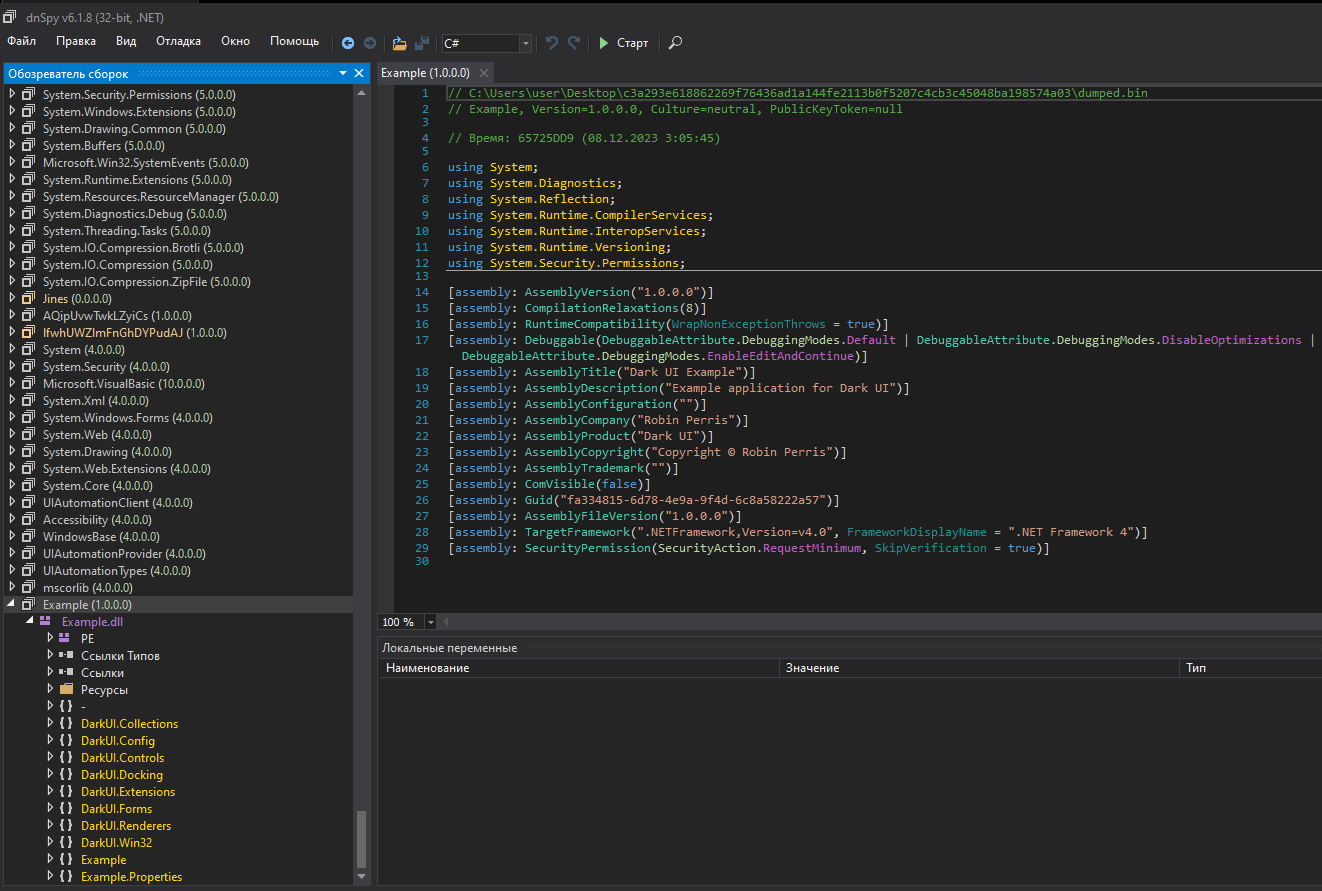 dnSpy v6.1.8 (32-bit, .NET)
Файл Правка Вид Отладка Окно Помощь C# Старт
Обозреватель сборок
System.Security.Permissions (5.0.0.0)
System.Windows.Extensions (5.0.0.0)
System.Drawing.Common (5.0.0.0)
System.Buffers (5.0.0.0)
Microsoft.Win32.SystemEvents (5.0.0.0)
System.Runtime.Extensions (5.0.0.0)
System.Resources.ResourceManager (5.0.0.0)
System.Diagnostics.Debug (5.0.0.0)
System.Threading.Tasks (5.0.0.0)
System.IO.Compression.Brotli (5.0.0.0)
System.IO.Compression (5.0.0.0)
System.IO.Compression.ZipFile (5.0.0.0)
Jines (0.0.0.0)
AQipUvwTwkLZyiCs (1.0.0.0)
IfwhUWZImFnGhDYPudAJ (1.0.0.0)
System (4.0.0.0)
System.Security (4.0.0.0)
Microsoft.VisualBasic (10.0.0.0)
System.Xml (4.0.0.0)
System.Windows.Forms (4.0.0.0)
System.Web (4.0.0.0)
System.Drawing (4.0.0.0)
System.Web.Extensions (4.0.0.0)
System.Core (4.0.0.0)
UIAutomationClient (4.0.0.0)
Accessibility (4.0.0.0)
WindowsBase (4.0.0.0)
UIAutomationProvider (4.0.0.0)
UIAutomationTypes (4.0.0.0)
mscorlib (4.0.0.0)
Example (1.0.0.0)
Example.dll
PE
Ссылки Типов
Ссылки
Ресурсы
{ } -
{ } DarkUI.Collections
{ } DarkUI.Config
{ } DarkUI.Controls
{ } DarkUI.Docking
{ } DarkUI.Extensions
{ } DarkUI.Forms
{ } DarkUI.Renderers
{ } DarkUI.Win32
{ } Example
{ } Example.Properties
Example (1.0.0.0)
1 // C:\Users\user\Desktop\c3a293e618862269f76436ad1a144fe2113b0f5207c4cb3c45048ba198574a03\dumped.bin
2 // Example, Version=1.0.0.0, Culture=neutral, PublicKeyToken=null
3
4 // Время: 65725DD9 (08.12.2023 3:05:45)
5
6 using System;
7 using System.Diagnostics;
8 using System.Reflection;
9 using System.Runtime.CompilerServices;
10 using System.Runtime.InteropServices;
11 using System.Runtime.Versioning;
12 using System.Security.Permissions;
13
14 [assembly: AssemblyVersion("1.0.0.0")]
15 [assembly: CompilationRelaxations(8)]
16 [assembly: RuntimeCompatibility(WrapNonExceptionThrows = true)]
17 [assembly: Debuggable(DebuggableAttribute.DebuggingModes.Default | DebuggableAttribute.DebuggingModes.DisableOptimizations |
DebuggableAttribute.DebuggingModes.EnableEditAndContinue)]
18 [assembly: AssemblyTitle("Dark UI Example")]
19 [assembly: AssemblyDescription("Example application for Dark UI")]
20 [assembly: AssemblyConfiguration("")]
21 [assembly: AssemblyCompany("Robin Perris")]
22 [assembly: AssemblyProduct("Dark UI")]
23 [assembly: AssemblyCopyright("Copyright © Robin Perris")]
24 [assembly: AssemblyTrademark("")]
25 [assembly: ComVisible(false)]
26 [assembly: Guid("fa334815-6d78-4e9a-9f4d-6c8a58222a57")]
27 [assembly: AssemblyFileVersion("1.0.0.0")]
28 [assembly: TargetFramework(".NETFramework,Version=v4.0", FrameworkDisplayName = ".NET Framework 4")]
29 [assembly: SecurityPermission(SecurityAction.RequestMinimum, SkipVerification = true)]
30
100 %
Локальные переменные
Наименование Значение Тип